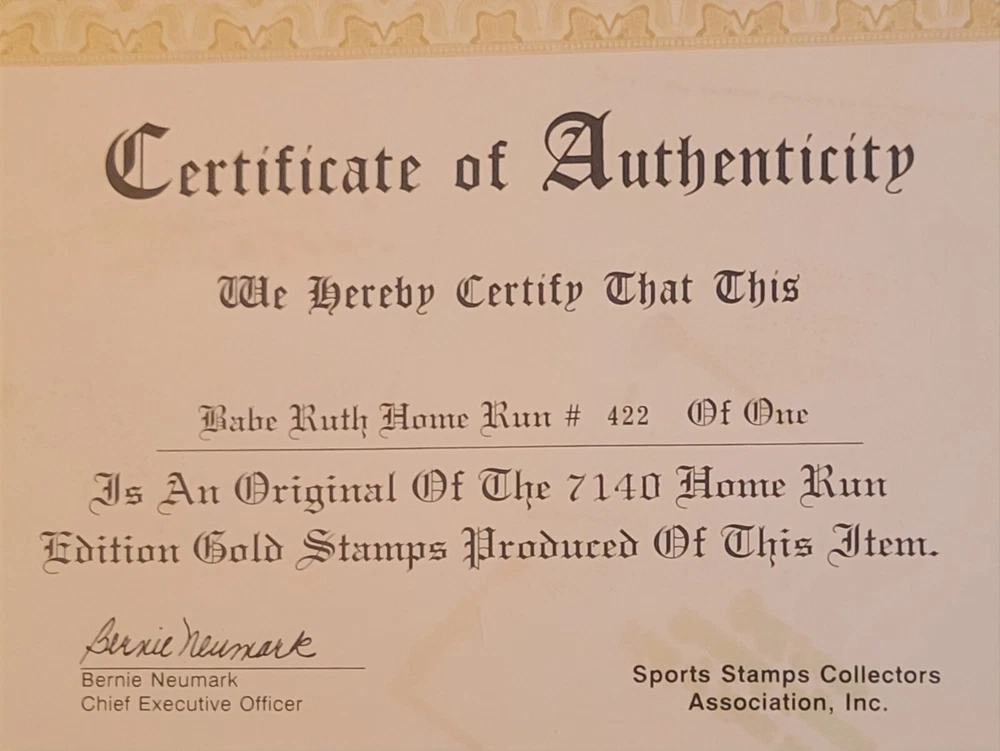 Certificate of Authenticity
We Hereby Certify That This
Babe Ruth Home Run # 422 Of One
Is An Original Of The 7140 Home Run
Edition Gold Stamps Produced Of This Item.
Bernie Neumark
Bernie Neumark
Chief Executive Officer
Sports Stamps Collectors
Association, Inc.